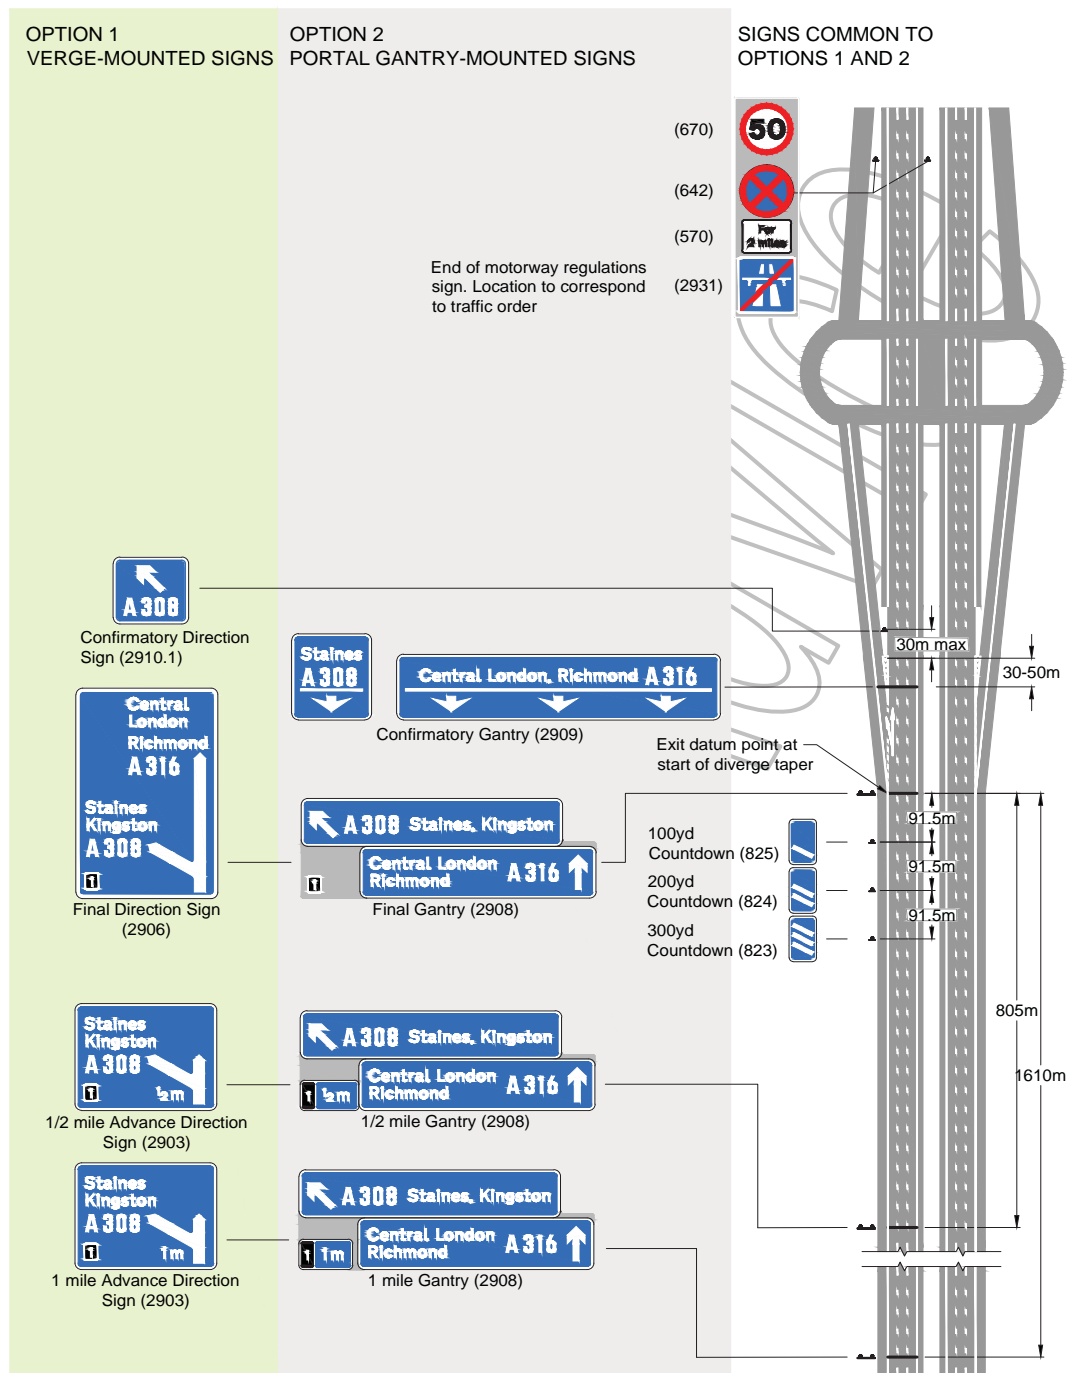 OPTION 1
VERGE-MOUNTED SIGNS
OPTION 2
PORTAL GANTRY-MOUNTED SIGNS
SIGNS COMMON TO
OPTIONS 1 AND 2
(670)
50
(642)
(570)
For
2 miles
End of motorway regulations
sign. Location to correspond
to traffic order
(2931)
A 308
Confirmatory Direction
Sign (2910.1)
Staines
A 308
Central London, Richmond A 316
Confirmatory Gantry (2909)
30m max
30-50m
Exit datum point at
start of diverge taper
Central
London
Richmond
A 316
Staines
Kingston
A 308
1
Final Direction Sign
(2906)
A 308 Staines, Kingston
Central London
Richmond
A 316
1
Final Gantry (2908)
100yd
Countdown (825)
200yd
Countdown (824)
300yd
Countdown (823)
91.5m
91.5m
91.5m
805m
1610m
Staines
Kingston
A 308
1
½m
1/2 mile Advance Direction
Sign (2903)
A 308 Staines, Kingston
Central London
Richmond
A 316
1
½m
1/2 mile Gantry (2908)
Staines
Kingston
A 308
1
1m
1 mile Advance Direction
Sign (2903)
A 308 Staines, Kingston
Central London
Richmond
A 316
1
1m
1 mile Gantry (2908)